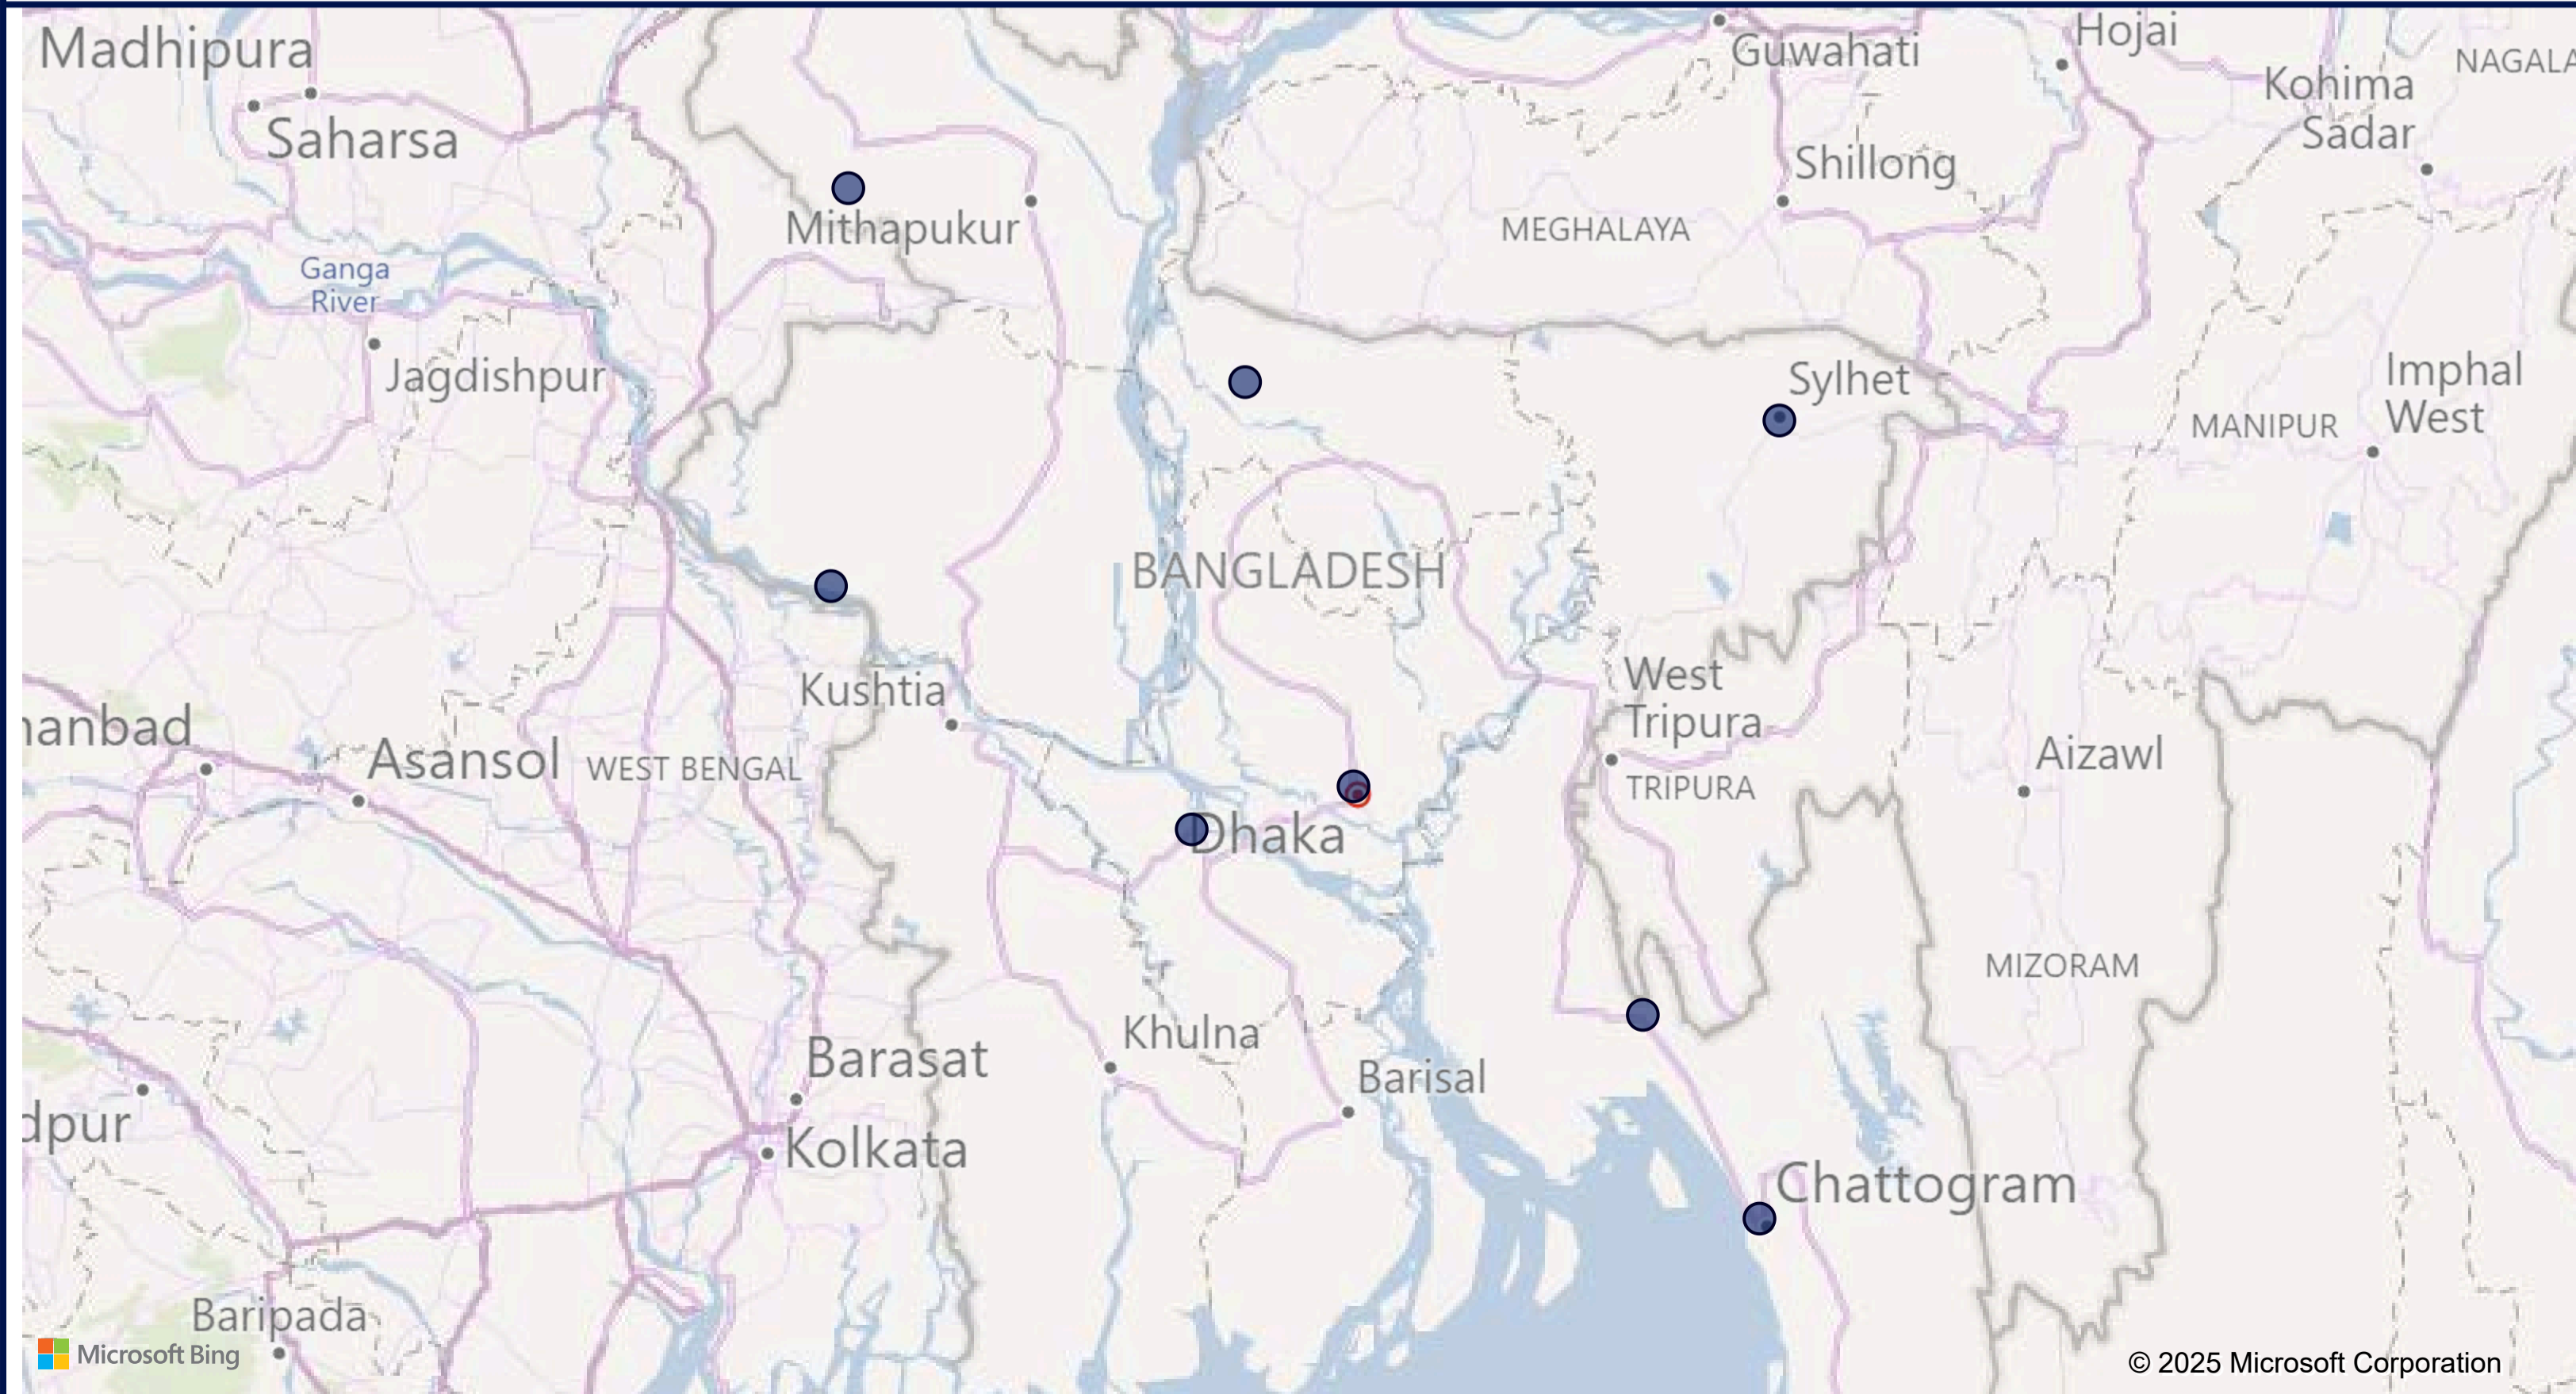 Madhipura
Saharsa
Guwahati
Hojai
NAGALA
Kohima
Sadar
Shillong
MEGHALAYA
Mithapukur
Ganga
River
Jagdishpur
Sylhet
Imphal
West
MANIPUR
BANGLADESH
Kushtia
West
Tripura
TRIPURA
Aizawl
hanbad
Asansol
WEST BENGAL
Dhaka
MIZORAM
Khulna
Barisal
Barasat
Kolkata
dpur
Chattogram
Baripada
Microsoft Bing
© 2025 Microsoft Corporation